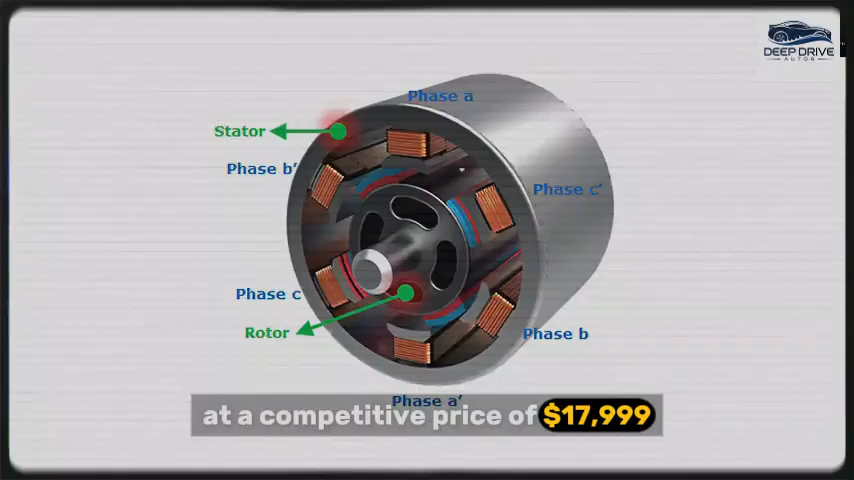 DEEP DRIVE
AUTOS
Phase a
Stator
Phase b'
Phase c'
Phase c
Rotor
Phase b
Phase a'
at a competitive price of $17,999